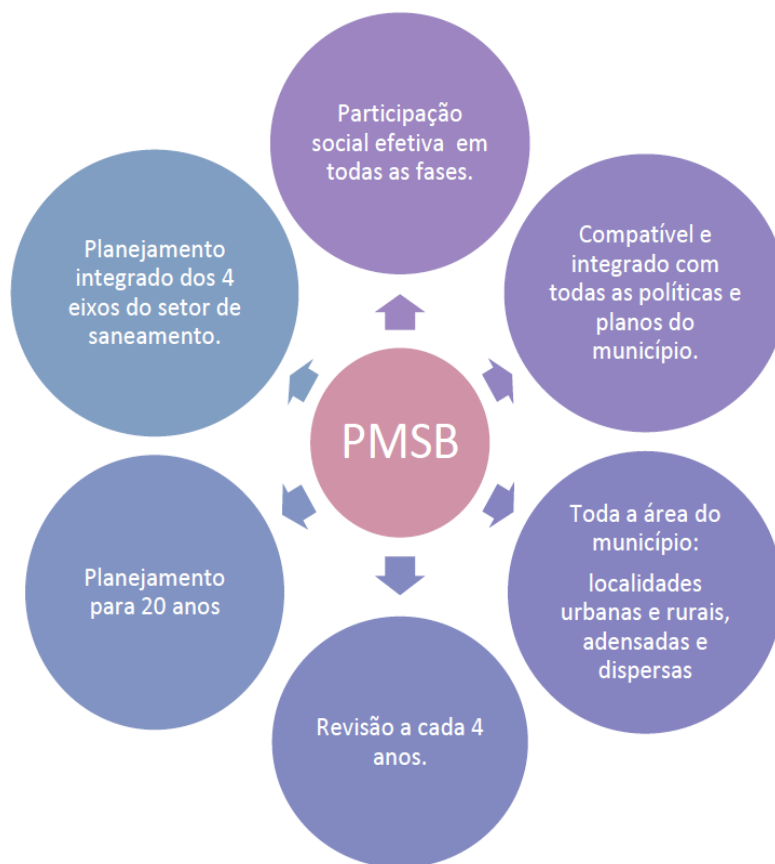 Participação
social efetiva em
todas as fases.
Compatível e
integrado com
todas as políticas e
planos do
município.
Toda a área do
município:
localidades
urbanas e rurais,
adensadas e
dispersas
Revisão a cada 4
anos.
Planejamento
para 20 anos
Planejamento
integrado dos 4
eixos do setor de
saneamento.
PMSB